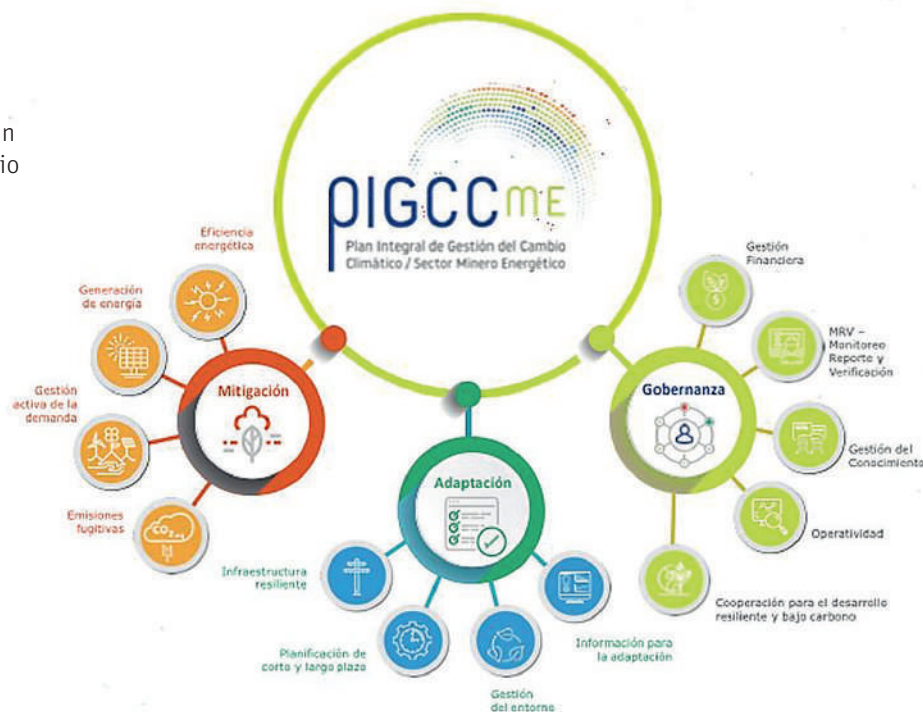 n
io
PIGCCME
Plan Integral de Gestión del Cambio
Climático / Sector Minero Energético
Eficiencia
energética
Generación
de energía
Gestión
activa de la
demanda
Emisiones
fugitivas
Mitigación
CO2 eq
Adaptación
Infraestructura
resiliente
Planificación de
corto y largo plazo
Gestión
del entorno
Información para
la adaptación
Gobernanza
Gestión
Financiera
$
MRV –
Monitoreo
Reporte y
Verificación
Gestión del
Conocimiento
Operatividad
Cooperación para el desarrollo
resiliente y bajo carbono